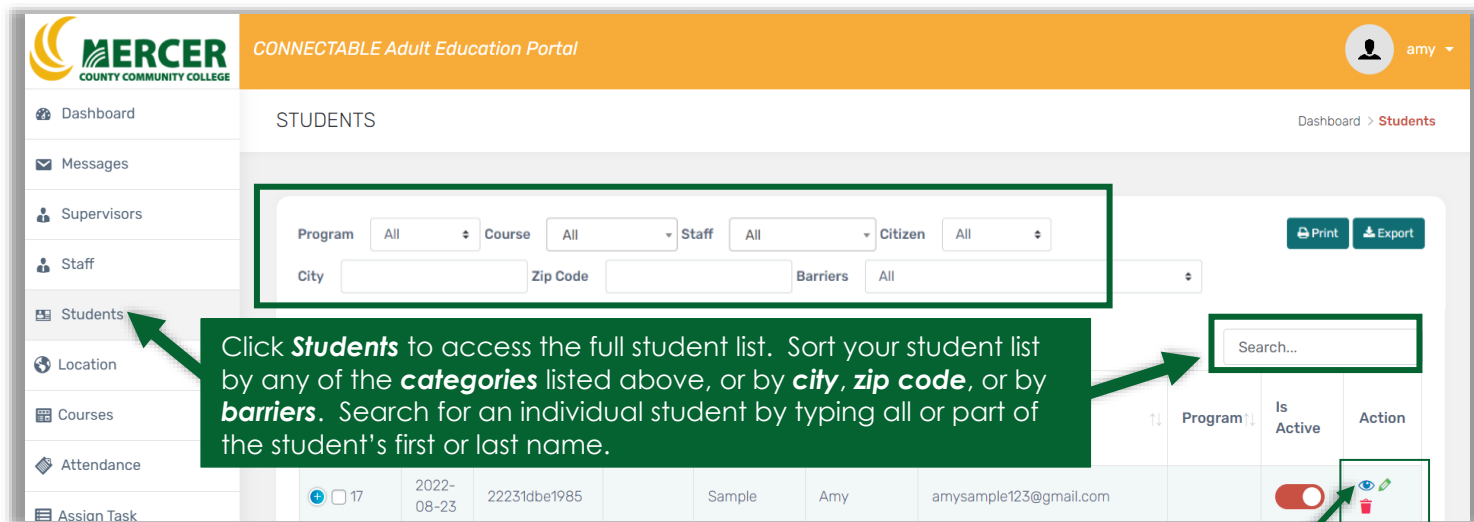 MERCER
COUNTY COMMUNITY COLLEGE
CONNECTABLE Adult Education Portal
amy
Dashboard
Messages
Supervisors
Staff
Students
Location
Courses
Attendance
Assign Task
STUDENTS
Dashboard > Students
Program All Course All Staff All Citizen All
Print Export
City Zip Code Barriers All
Search...
Click Students to access the full student list. Sort your student list
by any of the categories listed above, or by city, zip code, or by
barriers. Search for an individual student by typing all or part of
the student's first or last name.
Program Is Active Action
17 2022-08-23 22231dbe1985 Sample Amy amysample123@gmail.com